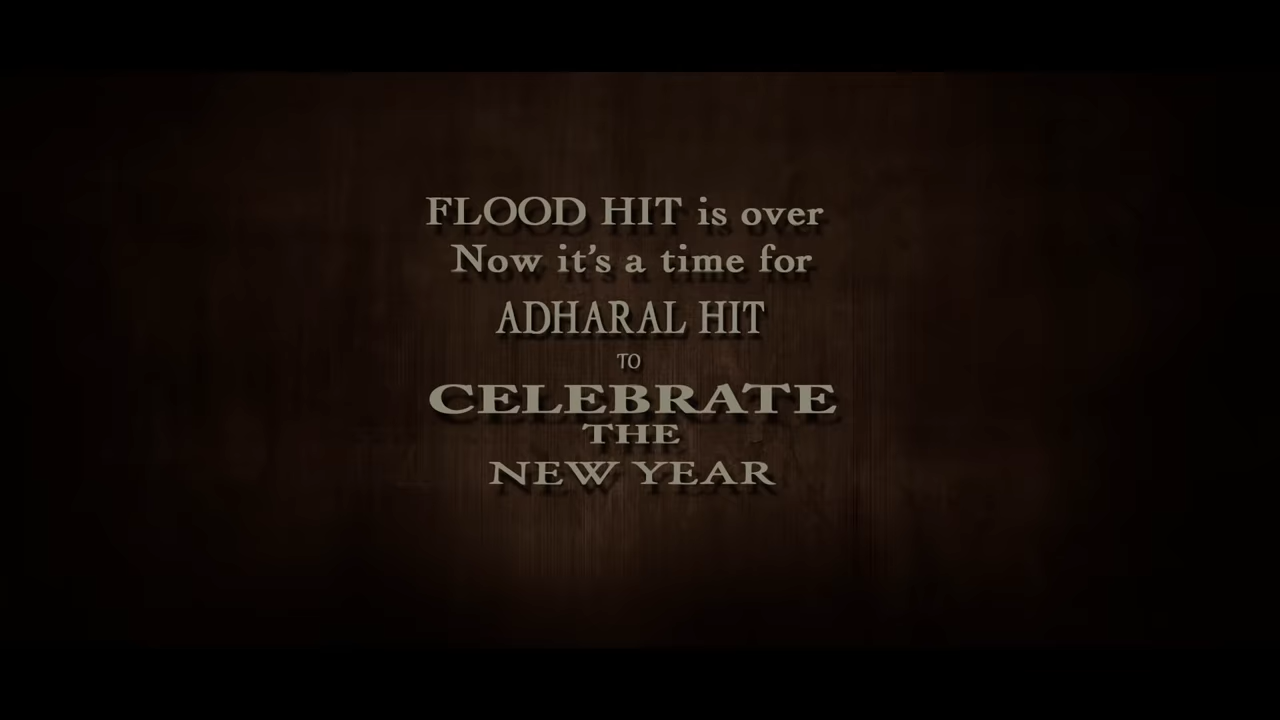 FLOOD HIT is over
Now it's a time for
ADHARAL HIT
TO
CELEBRATE
THE
NEW YEAR